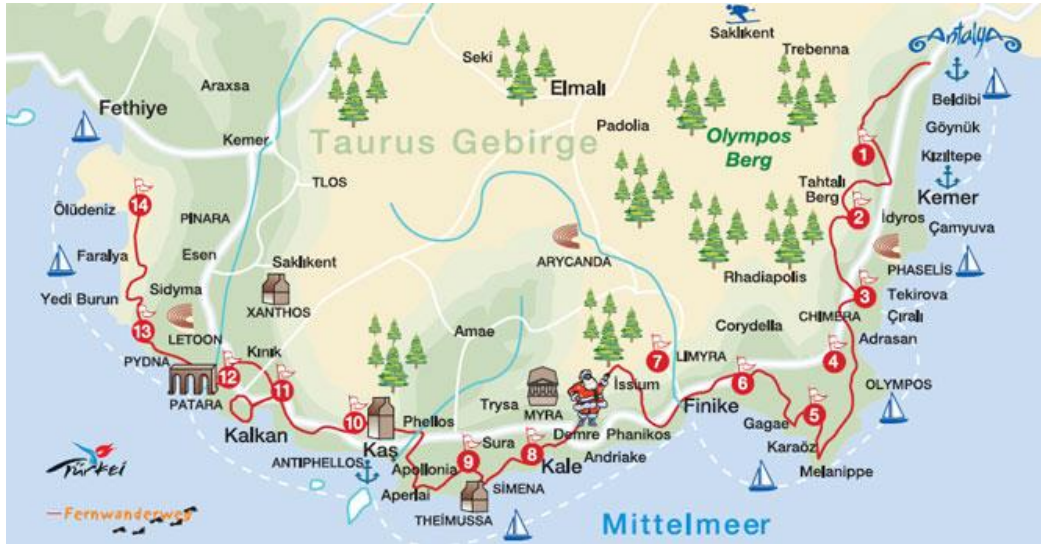 Saklıkent
Antalya
Seki
Trebenna
Araxsa
Elmalı
Beldibi
Fethiye
Padolia
Göynük
Kemer
Taurus Gebirge
Olympos
Berg
1
Kızıltepe
TLOS
Tahtalı
Berg
Kemer
14
Ölüdeniz
PINARA
2
İdyros
Çamyuva
Faralya
Esen
Saklıkent
ARYCANDA
Rhadiapolis
PHASELİS
Yedi Burun
Sidyma
XANTHOS
3
Tekirova
CHIMERA
Çıralı
13
LETOON
Amae
Corydella
Adrasan
PYDNA
Kınık
7
LIMYRA
4
12
11
6
İssium
OLYMPOS
PATARA
Trysa
MYRA
Finike
5
10
Kalkan
Phellos
Gagae
Kaş
Sura
Demre
Phanikos
Karaöz
ANTIPHELLOS
9
8
Kale
Andriake
Melanippe
Apollonia
Aperlai
SİMENA
THEİMUSSA
Türkei
Fernwanderweg
Mittelmeer